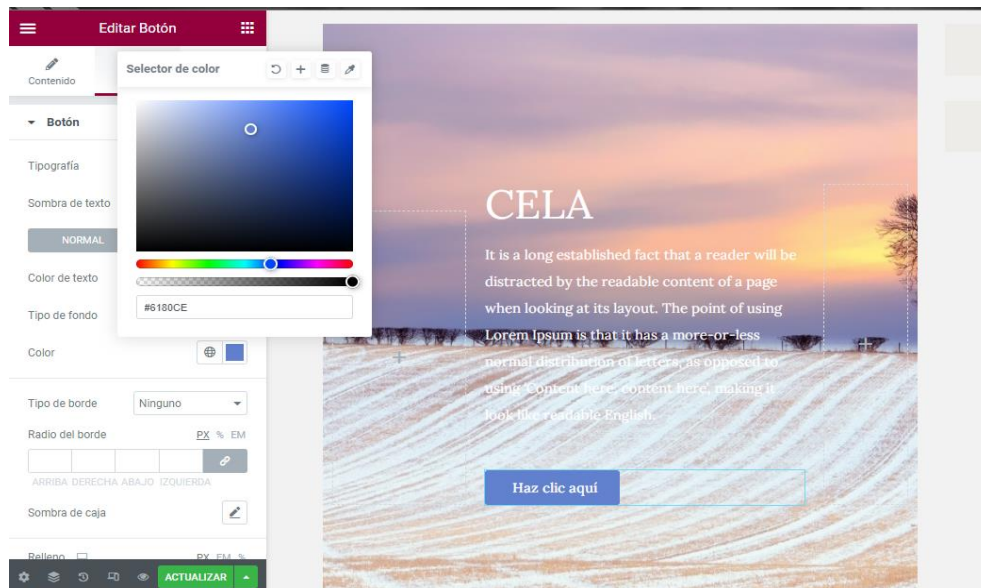 Editar Botón
Contenido
Selector de color
Botón
Tipografía
Sombra de texto
NORMAL
Color de texto
Tipo de fondo
#6180CE
Color
Tipo de borde
Ninguno
Radio del borde
PX % EM
ARRIBA DERECHA ABAJO IZQUIERDA
Sombra de caja
Relleno
PX EM %
ACTUALIZAR
CELA
It is a long established fact that a reader will be
distracted by the readable content of a page
when looking at its layout. The point of using
Lorem Ipsum is that it has a more-or-less
normal distribution of letters, as opposed to
using 'Content here, content here', making it
look like readable English.
Haz clic aquí